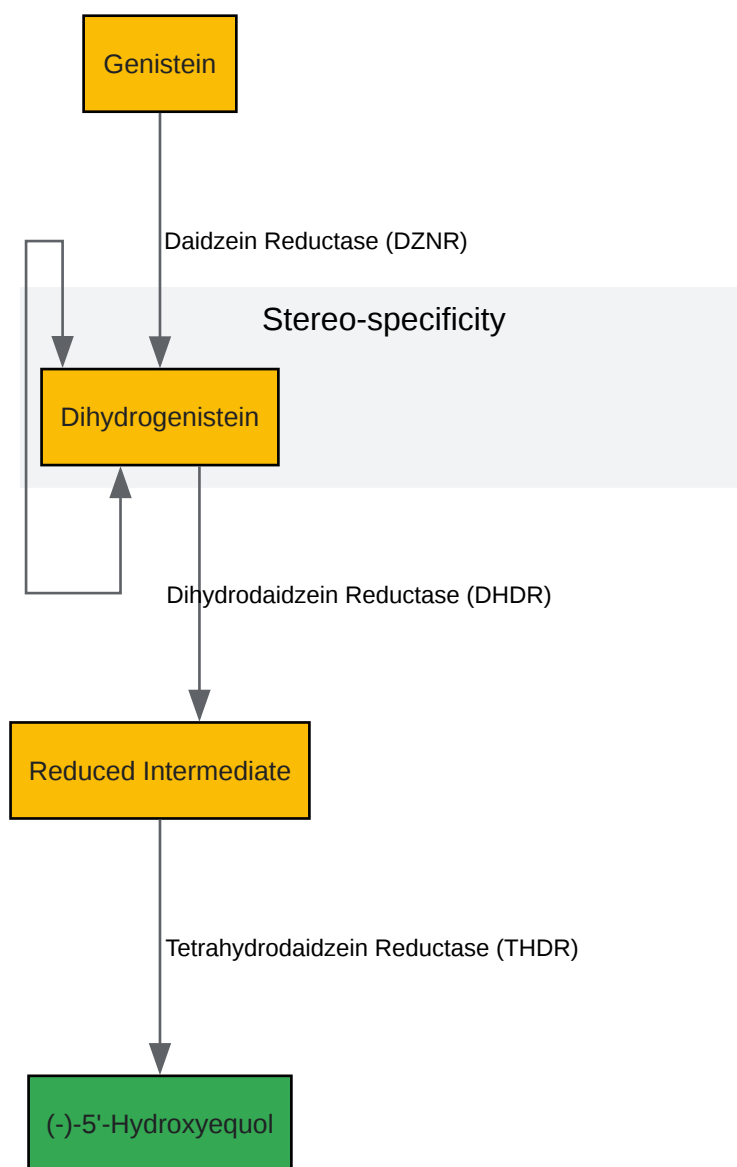 Genistein
Daidzein Reductase (DZNR)
Stereo-specificity
Dihydrogenistein
Dihydrodaidzein Reductase (DHDR)
Reduced Intermediate
Tetrahydrodaidzein Reductase (THDR)
(-)-5'-Hydroxyequol